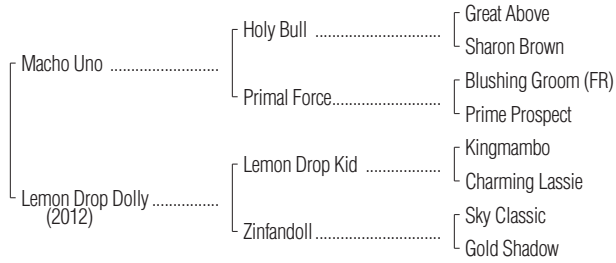 Great Above
Holy Bull ..............................
Sharon Brown
Macho Uno ..........................
Blushing Groom (FR)
Primal Force..........................
Prime Prospect
Kingmambo
Lemon Drop Kid ..................
Charming Lassie
Lemon Drop Dolly ................
(2012)
Sky Classic
Zinfandoll ..............................
Gold Shadow